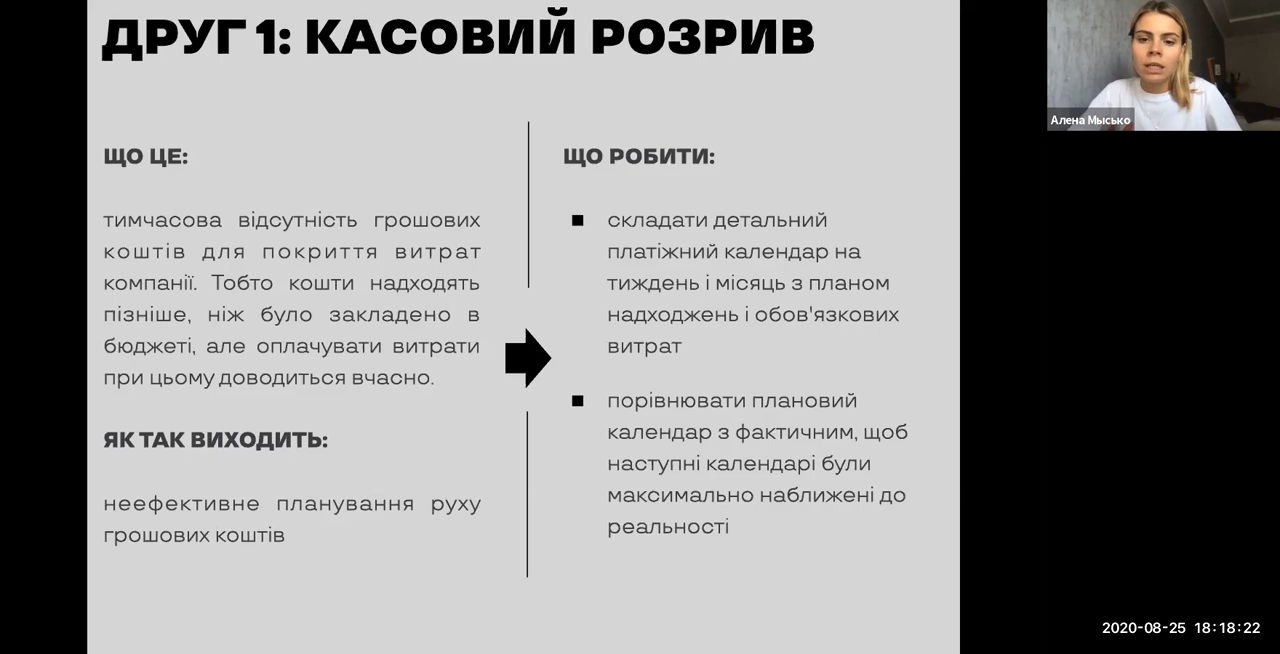 ДРУГ 1: КАСОВИЙ РОЗРИВ
ЩО ЦЕ:
тимчасова відсутність грошових
коштів для покриття витрат
компанії. Тобто кошти надходять
пізніше, ніж було закладено в
бюджеті, але оплачувати витрати
при цьому доводиться вчасно.
ЯК ТАК ВИХОДИТЬ:
неефективне планування руху
грошових коштів
ЩО РОБИТИ:
складати детальний
платіжний календар на
тиждень і місяць з планом
надходжень і обов'язкових
витрат
порівнювати плановий
календар з фактичним, щоб
наступні календарі були
максимально наближені до
реальності
Алена Мысько
2020-08-25 18:18:22